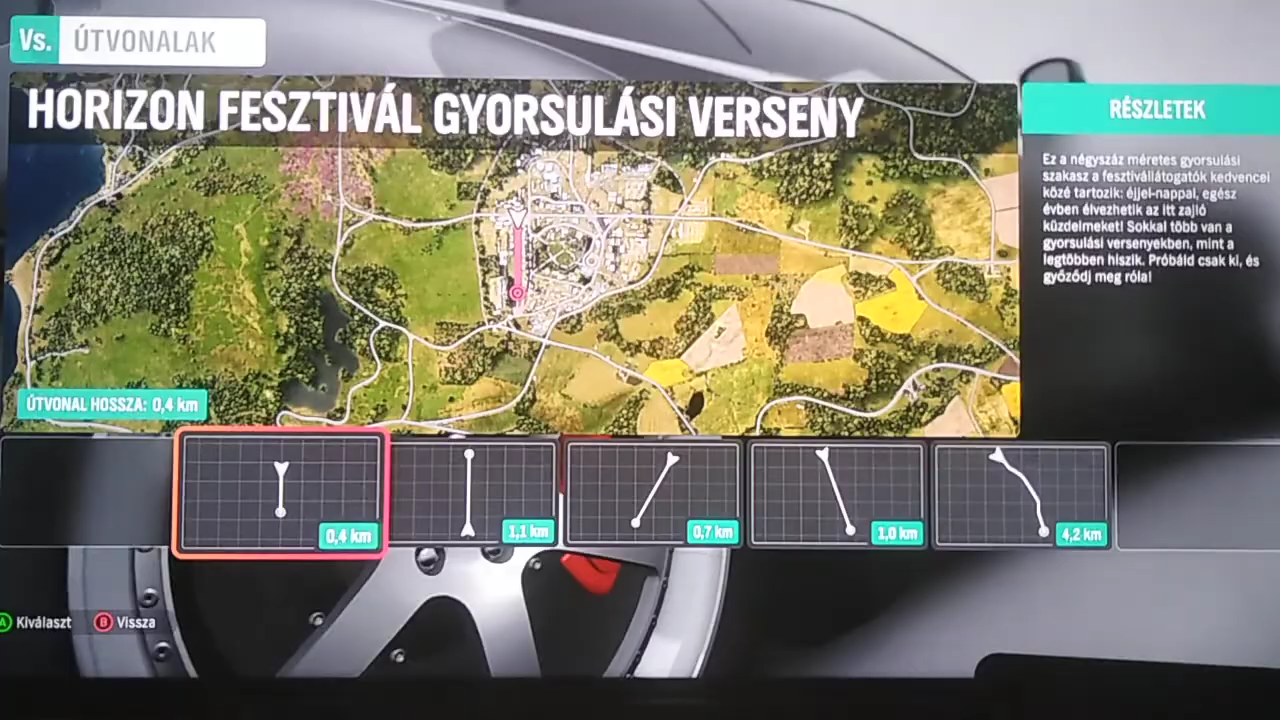 Vs. ÚTVONALAK
HORIZON FESZTIVÁL GYORSULÁSI VERSENY
RÉSZLETEK
Ez a négyszáz méretes gyorsulási
szakasz a fesztivállátogatók kedvencei
közé tartozik: éjjel-nappal, egész
évben élvezhetik az itt zajló
küzdelmeket! Sokkal több van a
gyorsulási versenyekben, mint a
legtöbben hiszik. Próbáld csak ki, és
győződj meg róla!
ÚTVONAL HOSSZA: 0,4 km
0,4 km
1,1 km
0,7 km
1,0 km
4,2 km
A Kiválaszt
B Vissza